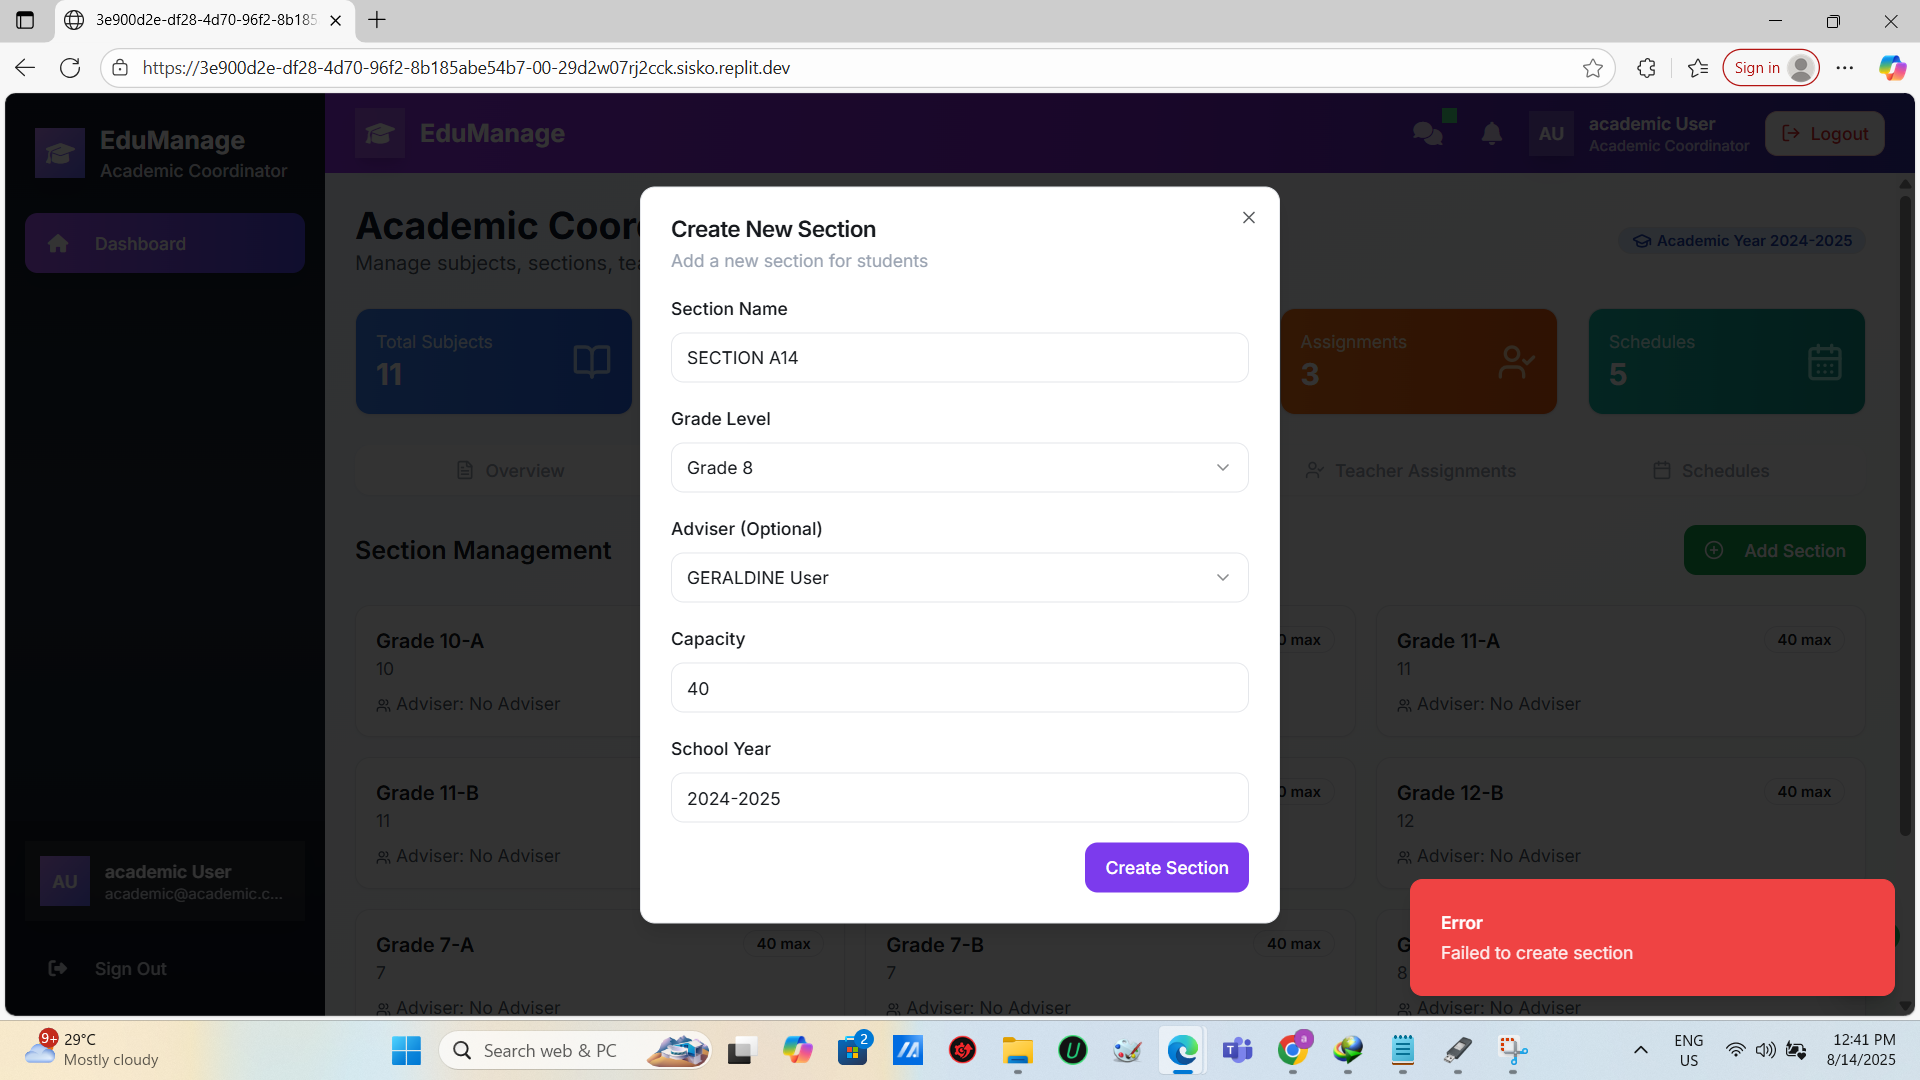 3e900d2e-df28-4d70-96f2-8b185
https://3e900d2e-df28-4d70-96f2-8b185abe54b7-00-29d2w07rj2cck.sisko.replit.dev
Sign in
EduManage
Academic Coordinator
Dashboard
EduManage
AU
academic User
Academic Coordinator
Logout
Academic Coor
Manage subjects, sections, te
Academic Year 2024-2025
Total Subjects
11
Assignments
3
Schedules
5
Overview
Teacher Assignments
Schedules
Section Management
Add Section
Create New Section
Add a new section for students
Section Name
SECTION A14
Grade Level
Grade 8
Adviser (Optional)
GERALDINE User
Capacity
40
School Year
2024-2025
Create Section
Grade 10-A
10
Adviser: No Adviser
0 max
Grade 11-A
40 max
11
Adviser: No Adviser
Grade 11-B
11
Adviser: No Adviser
0 max
Grade 12-B
40 max
12
Adviser: No Adviser
Grade 7-A
40 max
7
Adviser: No Adviser
Grade 7-B
40 max
7
Adviser: No Adviser
G
8
Adviser: No Adviser
Error
Failed to create section
AU
academic User
academic@academic.c...
Sign Out
9+
29°C
Mostly cloudy
Search web & PC
2
a
ENG
US
12:41 PM
8/14/2025